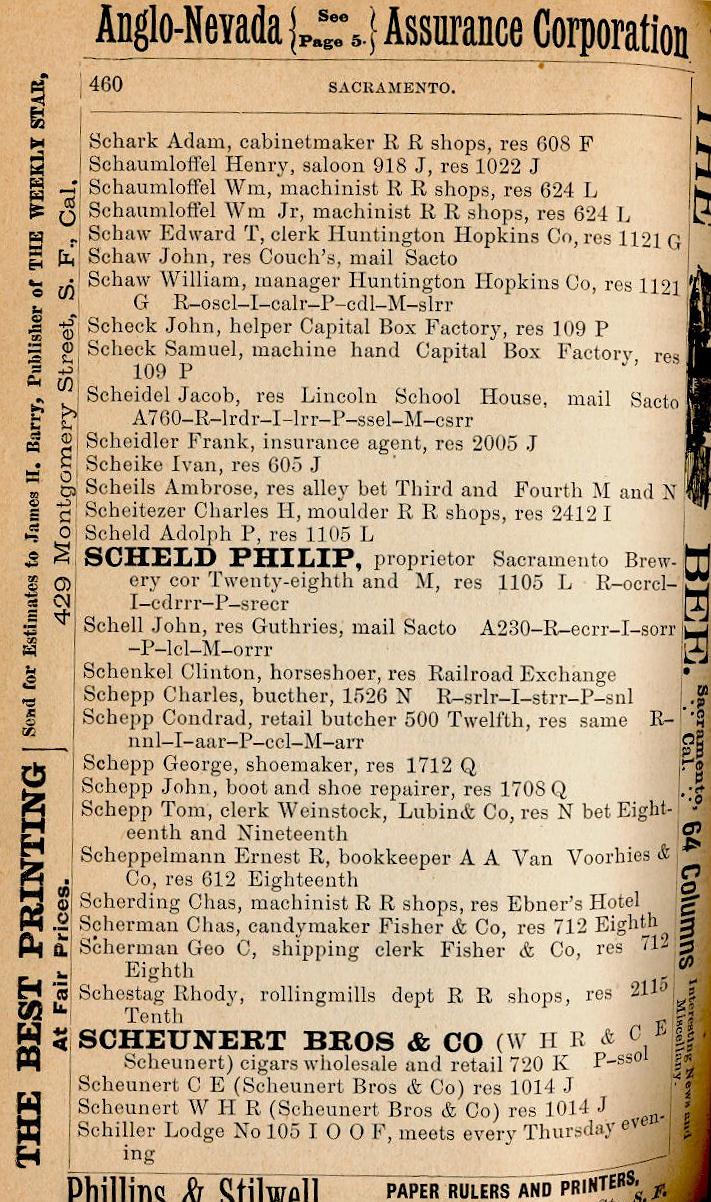 Anglo-Nevada { See Page 5. } Assurance Corporation
460 SACRAMENTO.
Schark Adam, cabinetmaker R R shops, res 608 F
Schaumloffel Henry, saloon 918 J, res 1022 J
Schaumloffel Wm, machinist R R shops, res 624 L
Schaumloffel Wm Jr, machinist R R shops, res 624 L
Schaw Edward T, clerk Huntington Hopkins Co, res 1121 G
Schaw John, res Couch's, mail Sacto
Schaw William, manager Huntington Hopkins Co, res 1121
G R–oscl–I–calr–P–cdl–M–slrr
Scheck John, helper Capital Box Factory, res 109 P
Scheck Samuel, machine hand Capital Box Factory, res
109 P
Scheidel Jacob, res Lincoln School House, mail Sacto
A760–R–lrdr–I–lrr–P–ssel–M–csrr
Scheidler Frank, insurance agent, res 2005 J
Scheike Ivan, res 605 J
Scheils Ambrose, res alley bet Third and Fourth M and N
Scheitezer Charles H, moulder R R shops, res 2412 I
Scheld Adolph P, res 1105 L
SCHELD PHILIP, proprietor Sacramento Brew-
ery cor Twenty-eighth and M, res 1105 L R–ocrcl–
I–cdrrr–P–srecr
Schell John, res Guthries, mail Sacto A230–R–ecrr–I–sorr
–P–lcl–M–orrr
Schenkel Clinton, horseshoer, res Railroad Exchange
Schepp Charles, bucther, 1526 N R–srlr–I–strr–P–snl
Schepp Condrad, retail butcher 500 Twelfth, res same R–
nnl–I–aar–P–ccl–M–arr
Schepp George, shoemaker, res 1712 Q
Schepp John, boot and shoe repairer, res 1708 Q
Schepp Tom, clerk Weinstock, Lubin& Co, res N bet Eight-
eenth and Nineteenth
Scheppelmann Ernest R, bookkeeper A A Van Voorhies &
Co, res 612 Eighteenth
Scherding Chas, machinist R R shops, res Ebner's Hotel
Scherman Chas, candymaker Fisher & Co, res 712 Eighth
Scherman Geo C, shipping clerk Fisher & Co, res 712
Eighth
Schestag Rhody, rollingmills dept R R shops, res 2115
Tenth
SCHEUNERT BROS & CO (W H R & C E
Scheunert) cigars wholesale and retail 720 K P–ssol
Scheunert C E (Scheunert Bros & Co) res 1014 J
Scheunert W H R (Scheunert Bros & Co) res 1014 J
Schiller Lodge No 105 I O O F, meets every Thursday even-
ing
Phillips & Stilwell PAPER RULERS AND PRINTERS,
S. F.
THE BEST PRINTING
At Fair Prices.
Send for Estimates to James H. Barry, Publisher of THE WEEKLY STAR,
429 Montgomery Street, S. F., Cal.
THE
BEE.
Sacramento,
Cal.
64 Columns
Interesting News and
Miscellany.